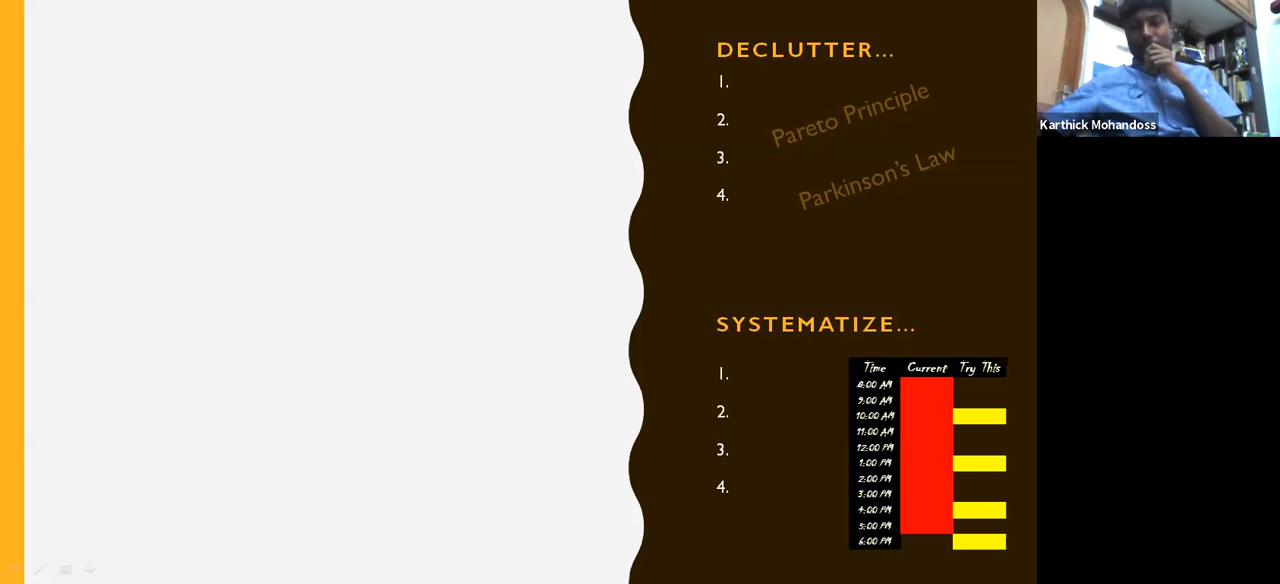 DECLUTTER...
1.
2.
3.
4.
Pareto Principle
Parkinson's Law
SYSTEMATIZE...
1.
2.
3.
4.
Time Current Try This
8:00 AM
9:00 AM
10:00 AM
11:00 AM
12:00 PM
1:00 PM
2:00 PM
3:00 PM
4:00 PM
5:00 PM
6:00 PM
Karthick Mohandoss